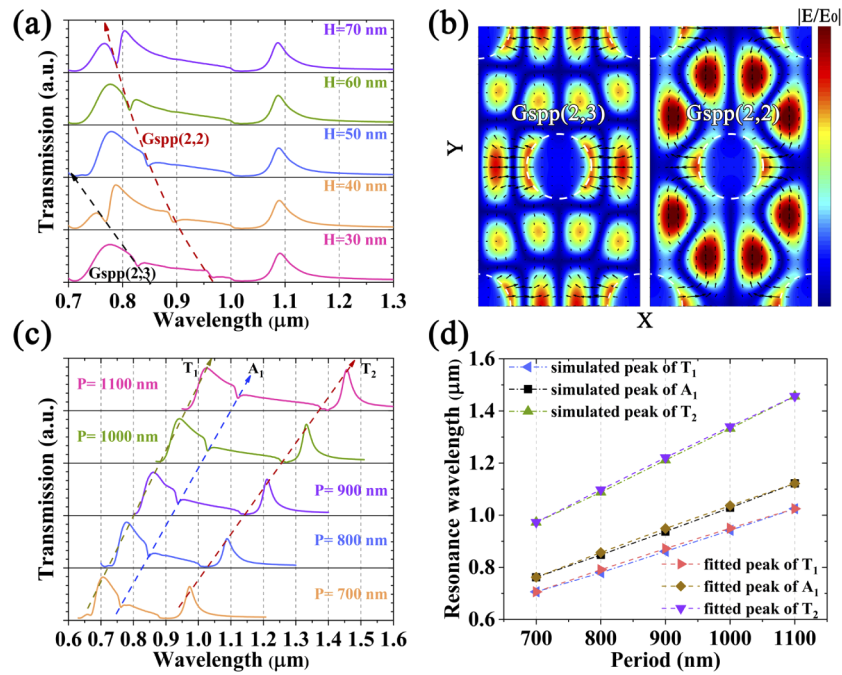 (a)
Transmission (a.u.)
H=70 nm
H=60 nm
H=50 nm
H=40 nm
H=30 nm
Gspp(2,2)
Gspp(2,3)
0.7 0.8 0.9 1.0 1.1 1.2 1.3
Wavelength (μm)
(b)
|E/E0|
Gspp(2,3)
Gspp(2,2)
Y
X
(c)
Transmission (a.u.)
T1 A1 T2
P= 1100 nm
P= 1000 nm
P= 900 nm
P= 800 nm
P= 700 nm
0.6 0.5 0.7 0.8 0.9 1.0 1.1 1.2 1.3 1.4 1.5 1.6
Wavelength (μm)
(d)
Resonance wavelength (μm)
1.6
1.4
1.2
1.0
0.8
0.6
simulated peak of T1
simulated peak of A1
simulated peak of T2
fitted peak of T1
fitted peak of A1
fitted peak of T2
700 800 900 1000 1100
Period (nm)